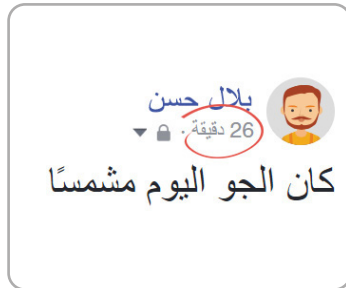 بلال حسن
26 دقيقة ·
كان الجو اليوم مشمسًا